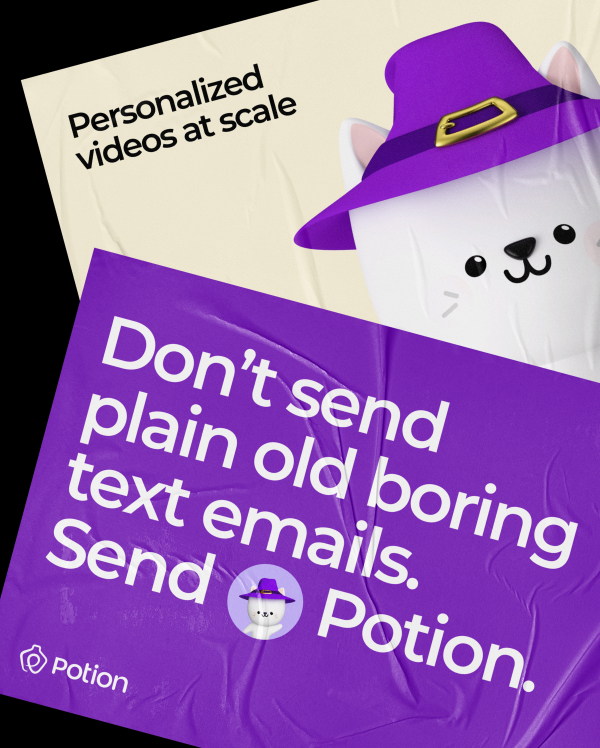 Personalized
videos at scale
Don’t send
plain old boring
text emails.
Send Potion.
Potion